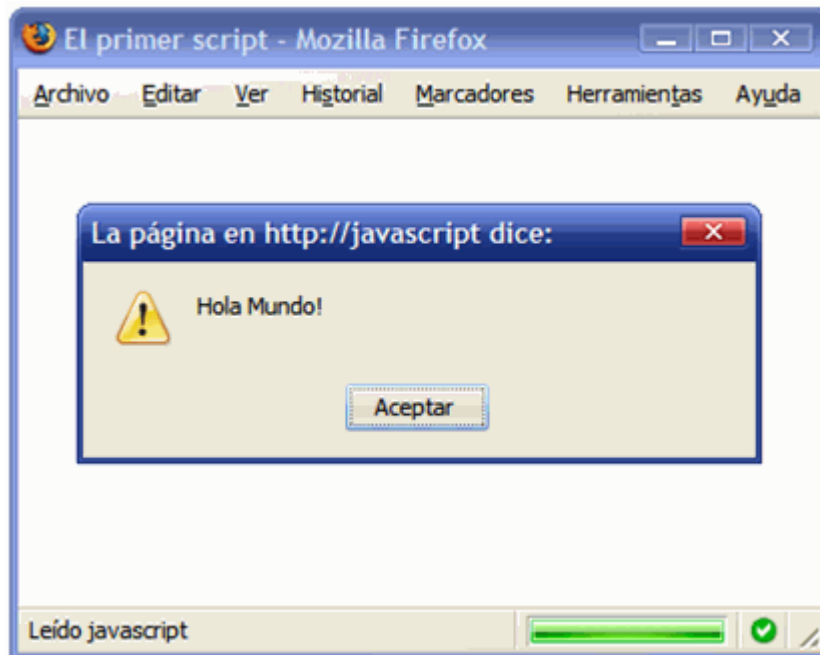 El primer script - Mozilla Firefox
Archivo Editar Ver Historial Marcadores Herramientas Ayuda
La página en http://javascript dice:
Hola Mundo!
Aceptar
Leído javascript